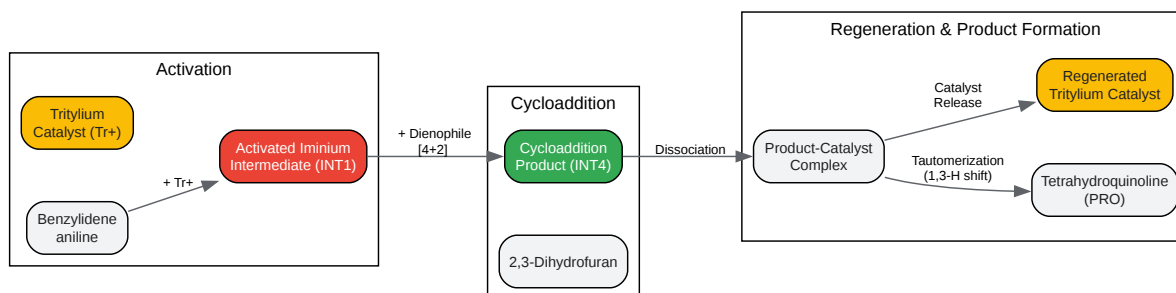 Activation
Tritylium
Catalyst (Tr+)
Benzylidene
aniline
+ Tr+
Activated Iminium
Intermediate (INT1)
+ Dienophile
[4+2]
Cycloaddition
Cycloaddition
Product (INT4)
2,3-Dihydrofuran
Dissociation
Regeneration & Product Formation
Product-Catalyst
Complex
Catalyst
Release
Regenerated
Tritylium Catalyst
Tautomerization
(1,3-H shift)
Tetrahydroquinoline
(PRO)